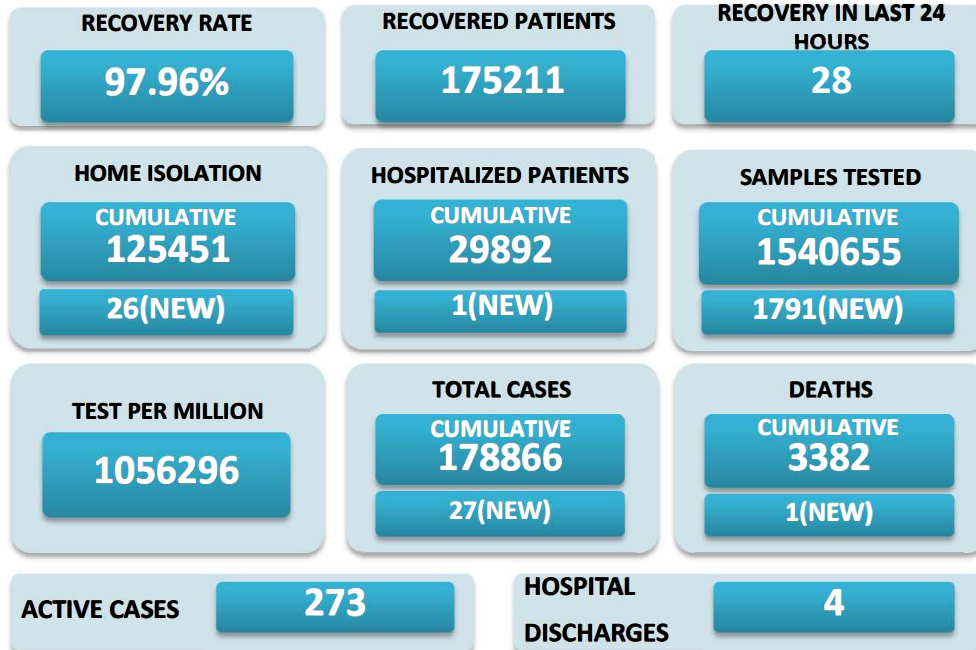 RECOVERY RATE
97.96%
RECOVERED PATIENTS
175211
RECOVERY IN LAST 24
HOURS
28
HOME ISOLATION
CUMULATIVE
125451
26(NEW)
HOSPITALIZED PATIENTS
CUMULATIVE
29892
1(NEW)
SAMPLES TESTED
CUMULATIVE
1540655
1791(NEW)
TEST PER MILLION
1056296
TOTAL CASES
CUMULATIVE
178866
27(NEW)
DEATHS
CUMULATIVE
3382
1(NEW)
ACTIVE CASES
273
HOSPITAL
DISCHARGES
4